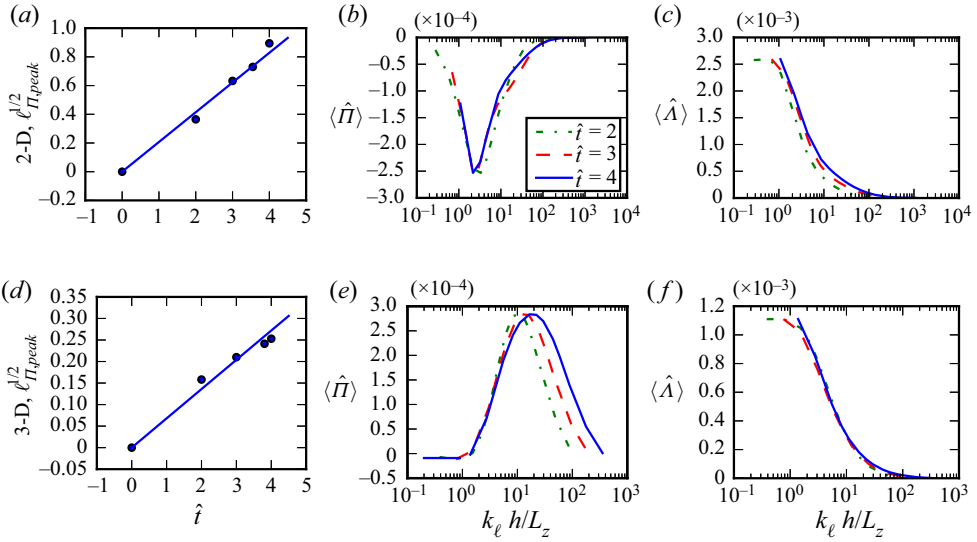 (a)
2-D, ℓ^{1/2}_{Π,peak}
1.0
0.8
0.6
0.4
0.2
0
−0.2
−1 0 1 2 3 4 5
(b)
(×10⁻⁴)
⟨Π̂⟩
0
−0.5
−1.0
−1.5
−2.0
−2.5
−3.0
t̂ = 2
t̂ = 3
t̂ = 4
10⁻¹ 10⁰ 10¹ 10² 10³ 10⁴
(c)
(×10⁻³)
⟨Λ̂⟩
3.0
2.5
2.0
1.5
1.0
0.5
0
10⁻¹ 10⁰ 10¹ 10² 10³ 10⁴
(d)
3-D, ℓ^{1/2}_{Π,peak}
0.35
0.30
0.25
0.20
0.15
0.10
0.05
0
−0.05
−1 0 1 2 3 4 5
t̂
(e)
(×10⁻⁴)
⟨Π̂⟩
3.0
2.5
2.0
1.5
1.0
0.5
0
−0.5
10⁻¹ 10⁰ 10¹ 10² 10³
k_ℓ h/L_z
(f)
(×10⁻³)
⟨Λ̂⟩
1.2
1.0
0.8
0.6
0.4
0.2
0
10⁻¹ 10⁰ 10¹ 10² 10³
k_ℓ h/L_z